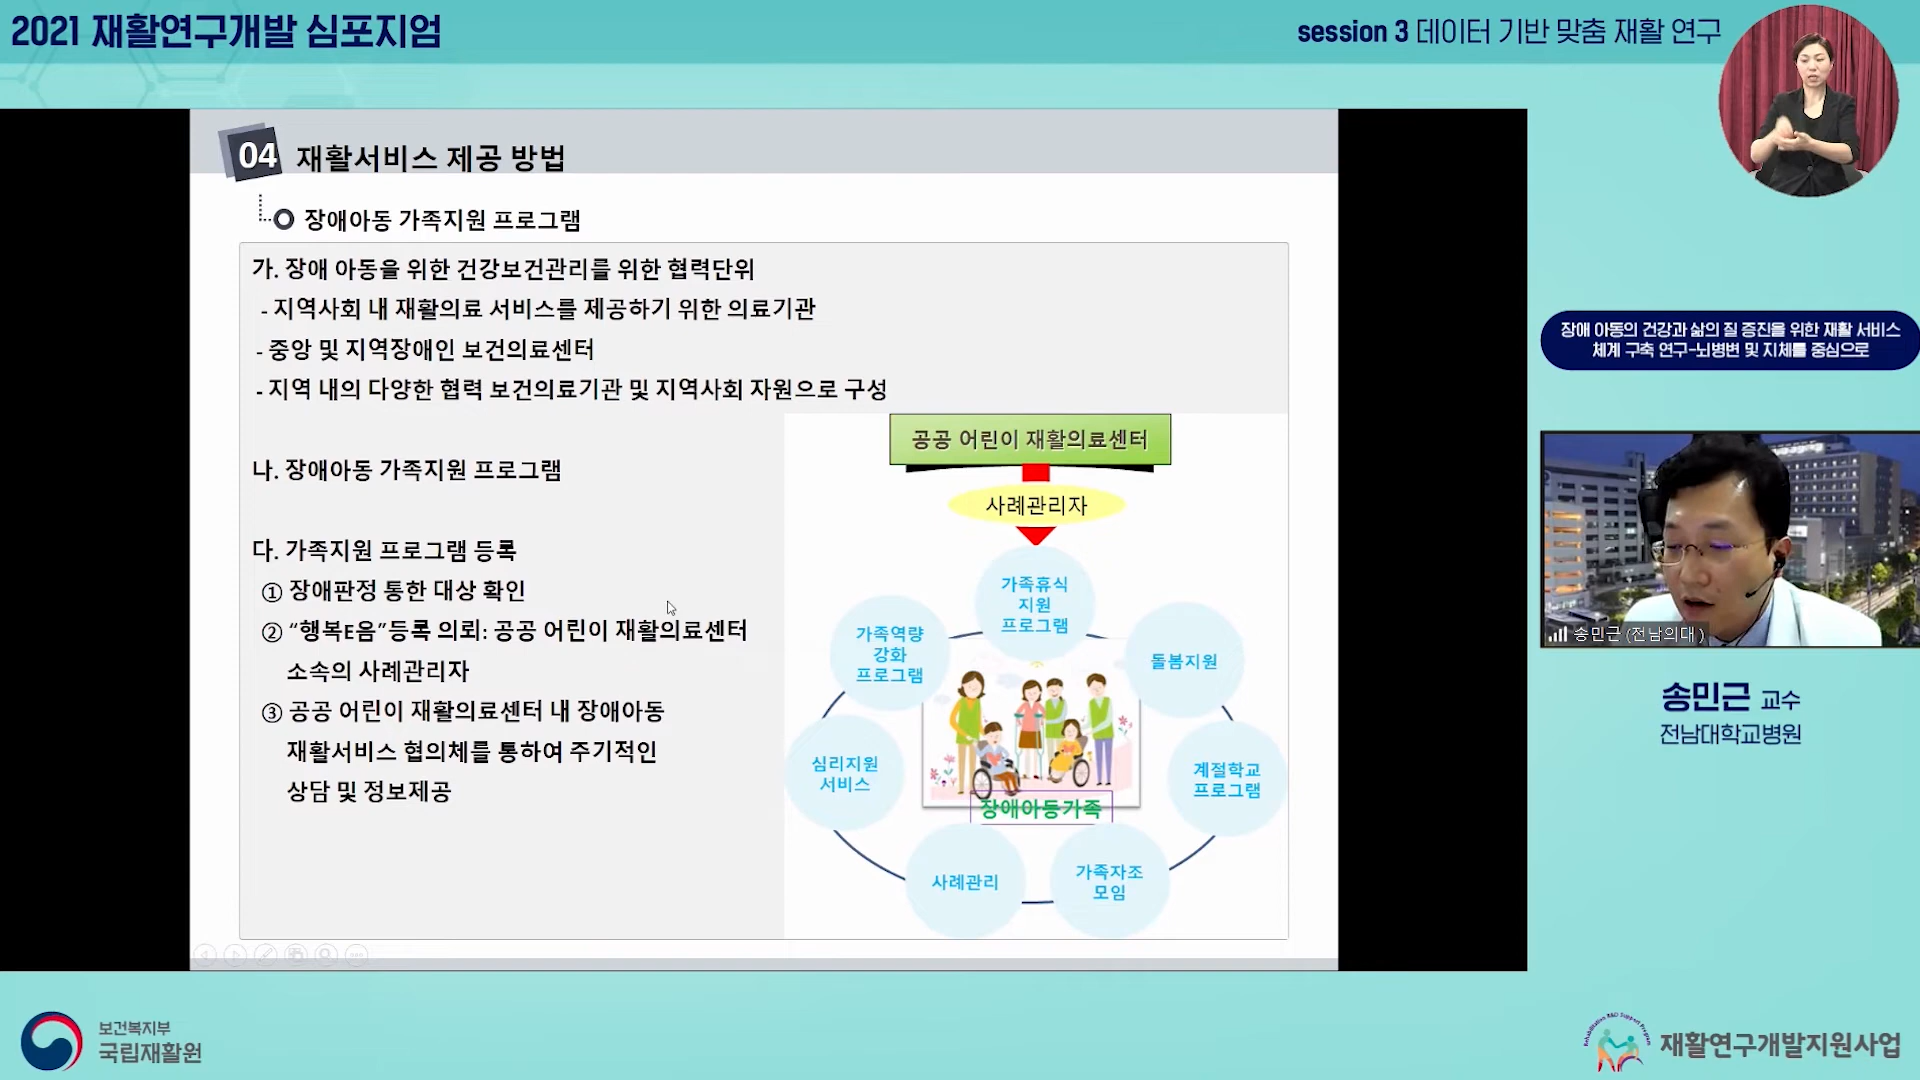 2021 재활연구개발 심포지엄
session 3 데이터 기반 맞춤 재활 연구
04 재활서비스 제공 방법
장애아동 가족지원 프로그램
가. 장애 아동을 위한 건강보건관리를 위한 협력단위
- 지역사회 내 재활의료 서비스를 제공하기 위한 의료기관
- 중앙 및 지역장애인 보건의료센터
- 지역 내의 다양한 협력 보건의료기관 및 지역사회 자원으로 구성
나. 장애아동 가족지원 프로그램
다. 가족지원 프로그램 등록
① 장애판정 통한 대상 확인
② “행복E음”등록 의뢰: 공공 어린이 재활의료센터
소속의 사례관리자
③ 공공 어린이 재활의료센터 내 장애아동
재활서비스 협의체를 통하여 주기적인
상담 및 정보제공
공공 어린이 재활의료센터
사례관리자
가족휴식
지원
프로그램
가족역량
강화
프로그램
돌봄지원
심리지원
서비스
계절학교
프로그램
장애아동가족
사례관리
가족자조
모임
장애 아동의 건강과 삶의 질 증진을 위한 재활 서비스
체계 구축 연구-뇌병변 및 지체를 중심으로
송민근 (전남의대)
송민근 교수
전남대학교병원
보건복지부
국립재활원
Rehabilitative R&D Support Program
재활연구개발지원사업